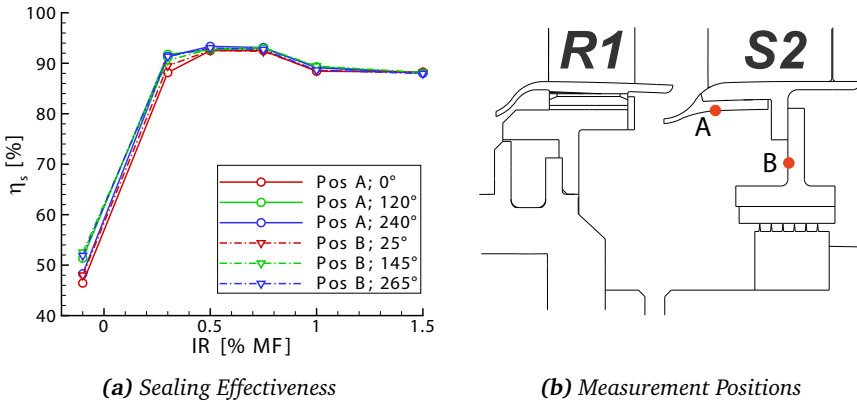 100
90
80
70
60
50
40
ηs [%]
0
0.5
1
1.5
IR [% MF]
Pos A; 0°
Pos A; 120°
Pos A; 240°
Pos B; 25°
Pos B; 145°
Pos B; 265°
(a) Sealing Effectiveness
R1
S2
A
B
(b) Measurement Positions